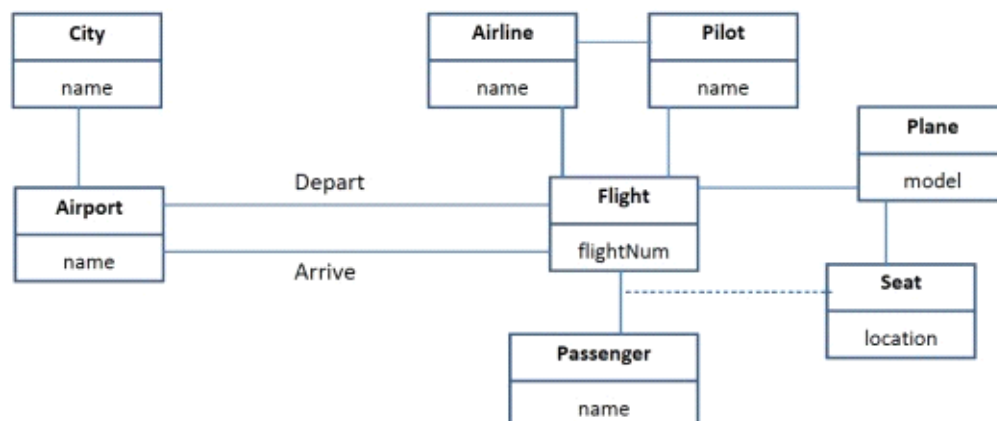 City
name
Airline
name
Pilot
name
Plane
model
Airport
name
Depart
Arrive
Flight
flightNum
Seat
location
Passenger
name